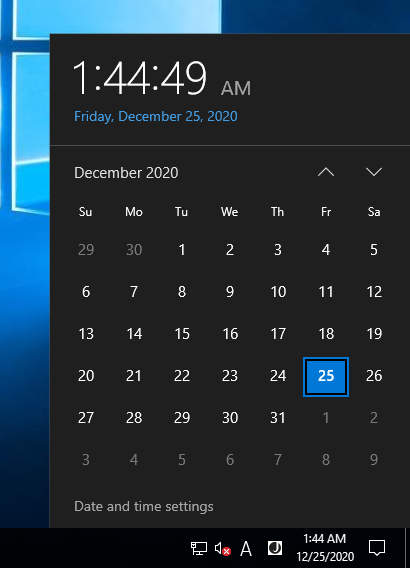 1:44:49 AM
Friday, December 25, 2020
December 2020
Su Mo Tu We Th Fr Sa
29 30 1 2 3 4 5
6 7 8 9 10 11 12
13 14 15 16 17 18 19
20 21 22 23 24 25 26
27 28 29 30 31 1 2
3 4 5 6 7 8 9
Date and time settings
A J 1:44 AM
12/25/2020